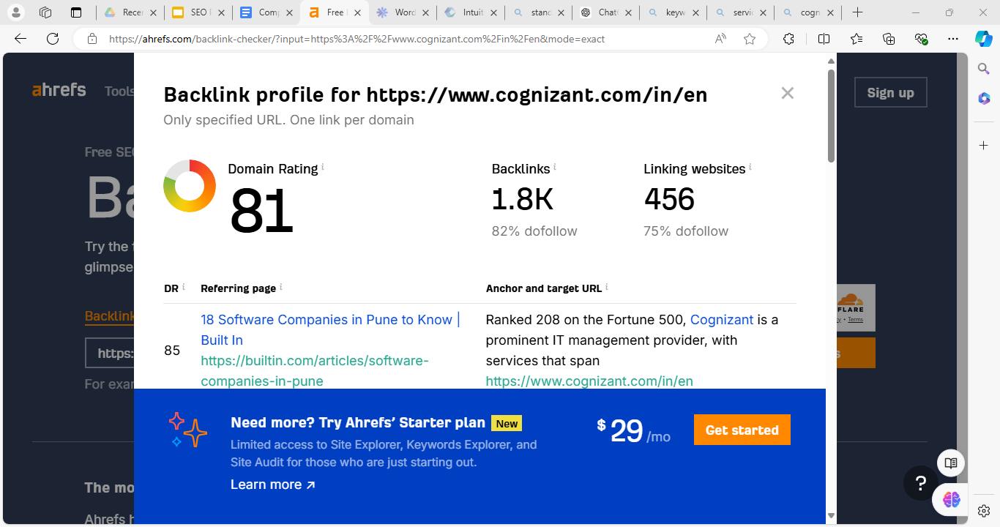 Recen
SEO F
Comp
Free
Word
Intuit
stanc
ChatG
keyw
servic
cogn
https://ahrefs.com/backlink-checker/?input=https%3A%2F%2Fwww.cognizant.com%2Fin%2Fen&mode=exact
ahrefs
Tools
Sign up
Free SEO
Ba
Try the f
glimpse
Backlink
https:
For exam
The mo
Ahrefs h
FLARE
Terms
s
Backlink profile for https://www.cognizant.com/in/en
Only specified URL. One link per domain
Domain Rating i
81
Backlinks i
1.8K
82% dofollow
Linking websites i
456
75% dofollow
DR i
Referring page i
Anchor and target URL i
85
18 Software Companies in Pune to Know |
Built In
https://builtin.com/articles/software-
companies-in-pune
Ranked 208 on the Fortune 500, Cognizant is a
prominent IT management provider, with
services that span
https://www.cognizant.com/in/en
Need more? Try Ahrefs’ Starter plan New
Limited access to Site Explorer, Keywords Explorer, and
Site Audit for those who are just starting out.
Learn more
$ 29 /mo
Get started
?